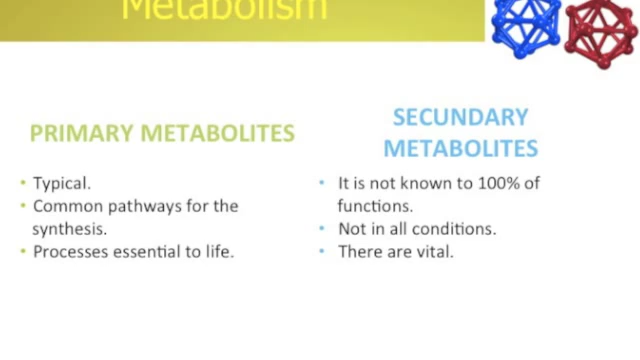 Metabolism
PRIMARY METABOLITES
• Typical.
• Common pathways for the
synthesis.
• Processes essential to life.
SECUNDARY
METABOLITES
• It is not known to 100% of
functions.
• Not in all conditions.
• There are vital.